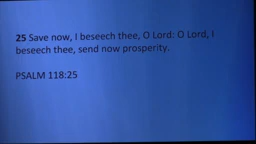 25 Save now, I beseech thee, O Lord: O Lord, I
beseech thee, send now prosperity.
PSALM 118:25